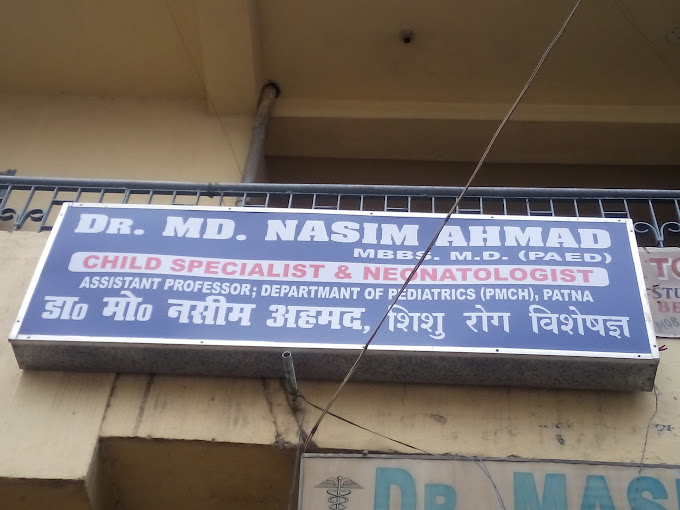 DR. MD. NASIM AHMAD
MBBS. M.D. (PAED)
CHILD SPECIALIST & NEONATOLOGIST
ASSISTANT PROFESSOR; DEPARTMANT OF PEDIATRICS (PMCH), PATNA
डा० मो० नसीम अहमद, शिशु रोग विशेषज्ञ
DR.